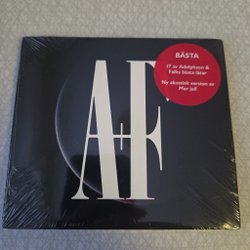 BÄSTA
17 av Adolphson &
Falks bästa låtar
Ny akustisk version av
Mer jul!
A+F